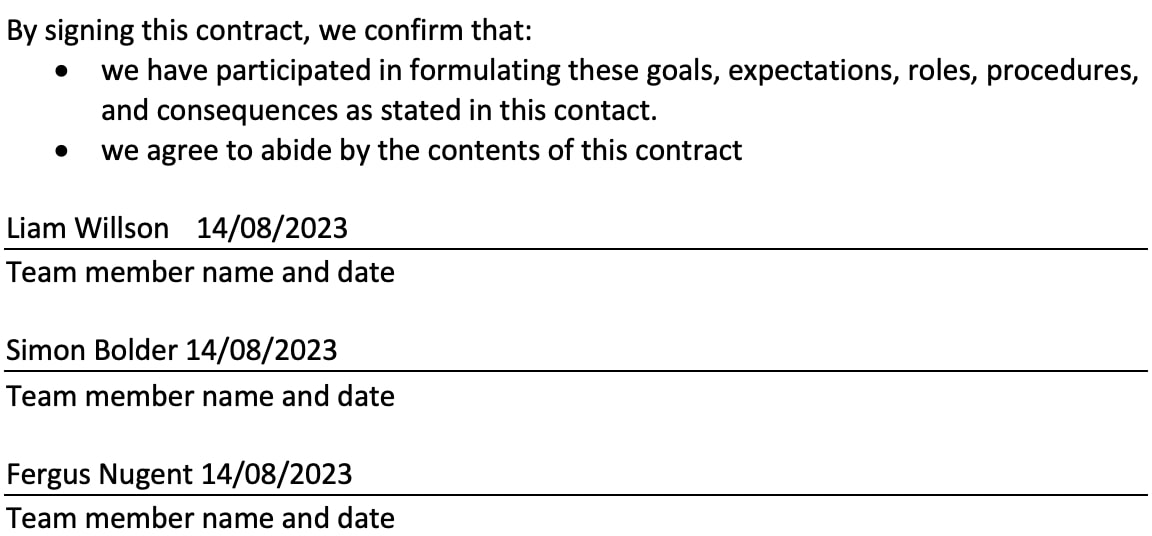 By signing this contract, we confirm that:
• we have participated in formulating these goals, expectations, roles, procedures,
and consequences as stated in this contact.
• we agree to abide by the contents of this contract
Liam Willson 14/08/2023
Team member name and date
Simon Bolder 14/08/2023
Team member name and date
Fergus Nugent 14/08/2023
Team member name and date